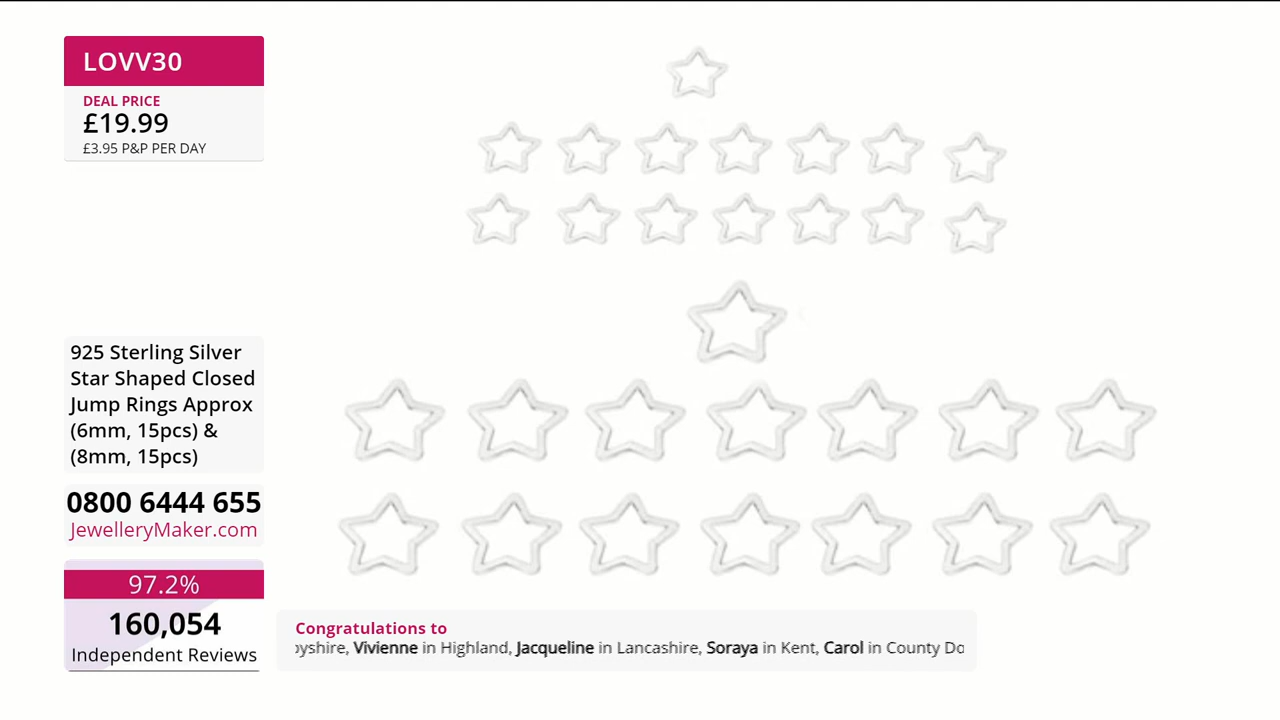 LOVV30
DEAL PRICE
£19.99
£3.95 P&P PER DAY
925 Sterling Silver
Star Shaped Closed
Jump Rings Approx
(6mm, 15pcs) &
(8mm, 15pcs)
0800 6444 655
JewelleryMaker.com
97.2%
160,054
Independent Reviews
Congratulations to
Vivienne in Highland, Jacqueline in Lancashire, Soraya in Kent, Carol in County